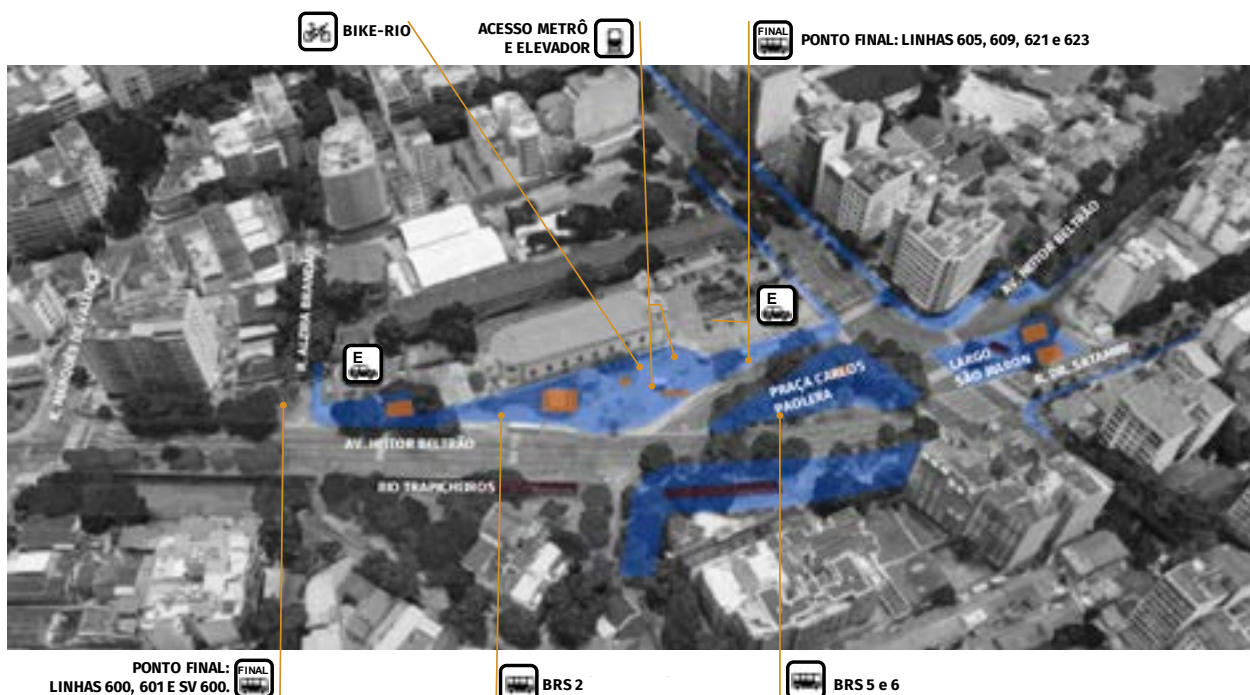 BIKE-RIO
ACESSO METRÔ
E ELEVADOR
FINAL
PONTO FINAL: LINHAS 605, 609, 621 e 623
AV. HEITOR BELTRÃO
E
E
PRAÇA CARLOS
PAOLERA
LARGO
SÃO
R. DR. SATAMINI
AV. HEITOR BELTRÃO
RIO TRAPICHEIROS
PONTO FINAL:
LINHAS 600, 601 E SV 600.
FINAL
BRS 2
BRS 5 e 6